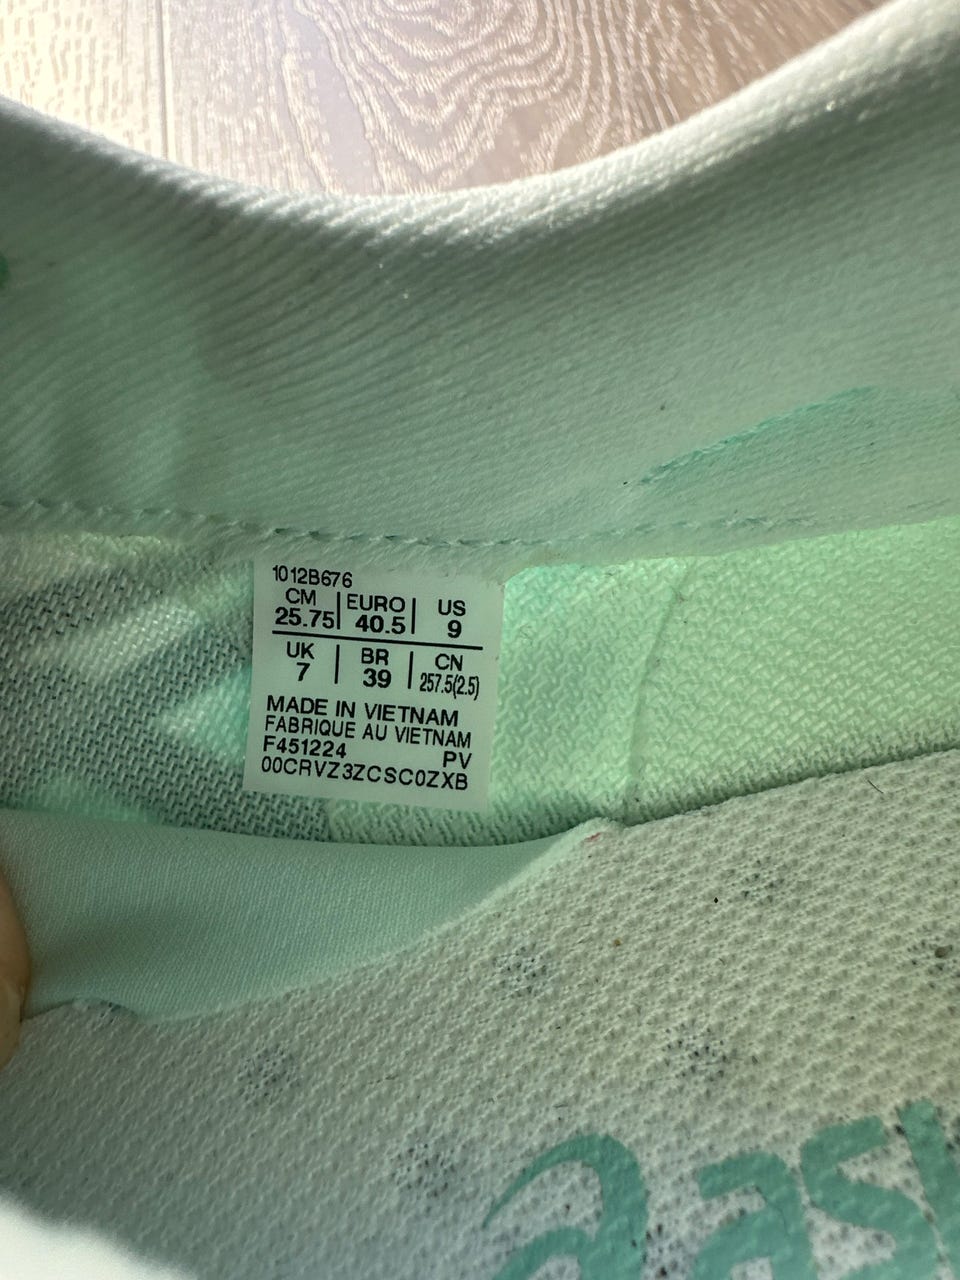 1012B676
CM EURO US
25.75 40.5 9
UK BR CN
7 39 257.5(2.5)
MADE IN VIETNAM
FABRIQUE AU VIETNAM
F451224 PV
00CRVZ3ZCSC0ZXB